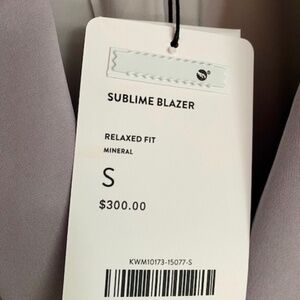 SUBLIME BLAZER
RELAXED FIT
MINERAL
S
$300.00
KWM10173-15077-S